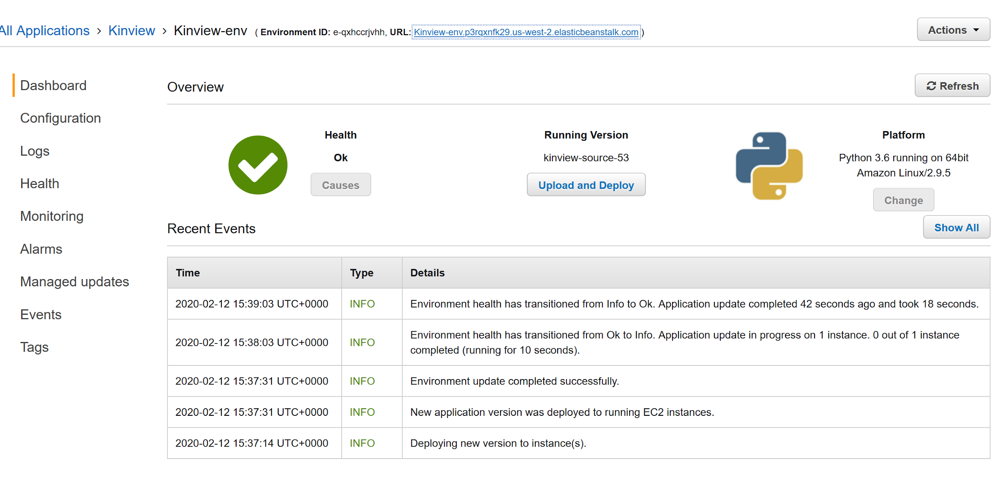 All Applications > Kinview > Kinview-env ( Environment ID: e-qxhccrjvhh, URL: Kinview-env.p3rqxnfk29.us-west-2.elasticbeanstalk.com )
Actions
Dashboard
Configuration
Logs
Health
Monitoring
Alarms
Managed updates
Events
Tags
Overview
Refresh
Health
Ok
Causes
Running Version
kinview-source-53
Upload and Deploy
Platform
Python 3.6 running on 64bit
Amazon Linux/2.9.5
Change
Recent Events
Show All
Time Type Details
2020-02-12 15:39:03 UTC+0000 INFO Environment health has transitioned from Info to Ok. Application update completed 42 seconds ago and took 18 seconds.
2020-02-12 15:38:03 UTC+0000 INFO Environment health has transitioned from Ok to Info. Application update in progress on 1 instance. 0 out of 1 instance
completed (running for 10 seconds).
2020-02-12 15:37:31 UTC+0000 INFO Environment update completed successfully.
2020-02-12 15:37:31 UTC+0000 INFO New application version was deployed to running EC2 instances.
2020-02-12 15:37:14 UTC+0000 INFO Deploying new version to instance(s).